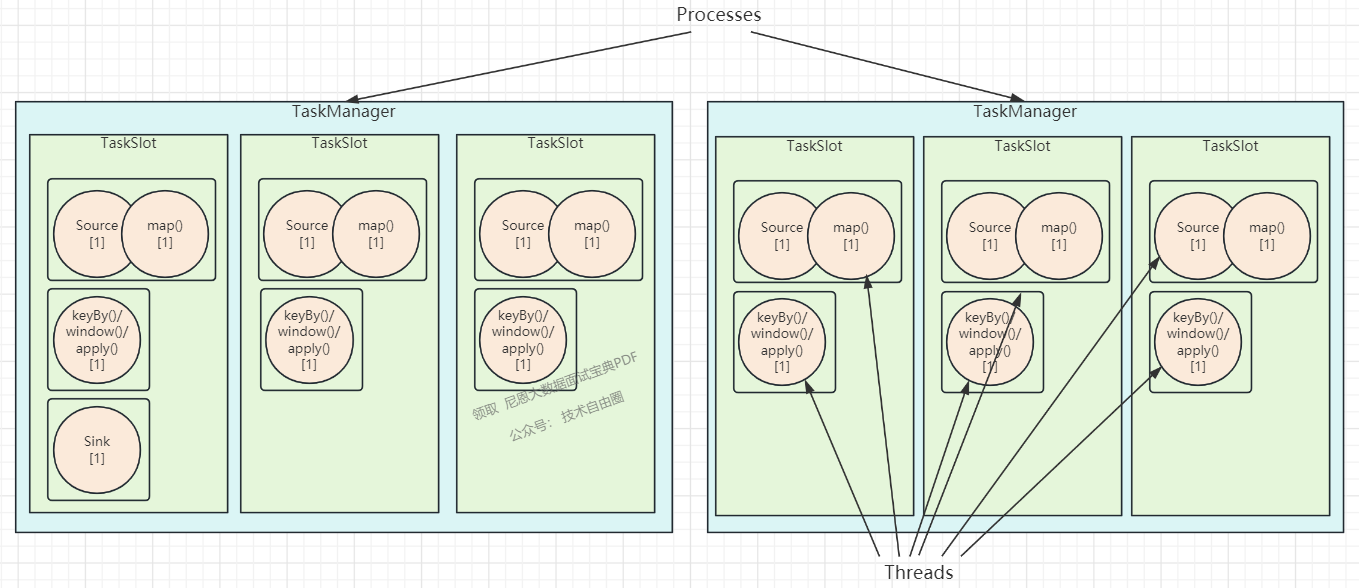 Processes
TaskManager
TaskSlot
TaskSlot
TaskSlot
Source
[1]
map()
[1]
Source
[1]
map()
[1]
Source
[1]
map()
[1]
keyBy()/
window()/
apply()
[1]
keyBy()/
window()/
apply()
[1]
keyBy()/
window()/
apply()
[1]
领取 尼恩大数据面试宝典PDF
公众号： 技术自由圈
Sink
[1]
TaskManager
TaskSlot
TaskSlot
TaskSlot
Source
[1]
map()
[1]
Source
[1]
map()
[1]
Source
[1]
map()
[1]
keyBy()/
window()/
apply()
[1]
keyBy()/
window()/
apply()
[1]
keyBy()/
window()/
apply()
[1]
Threads